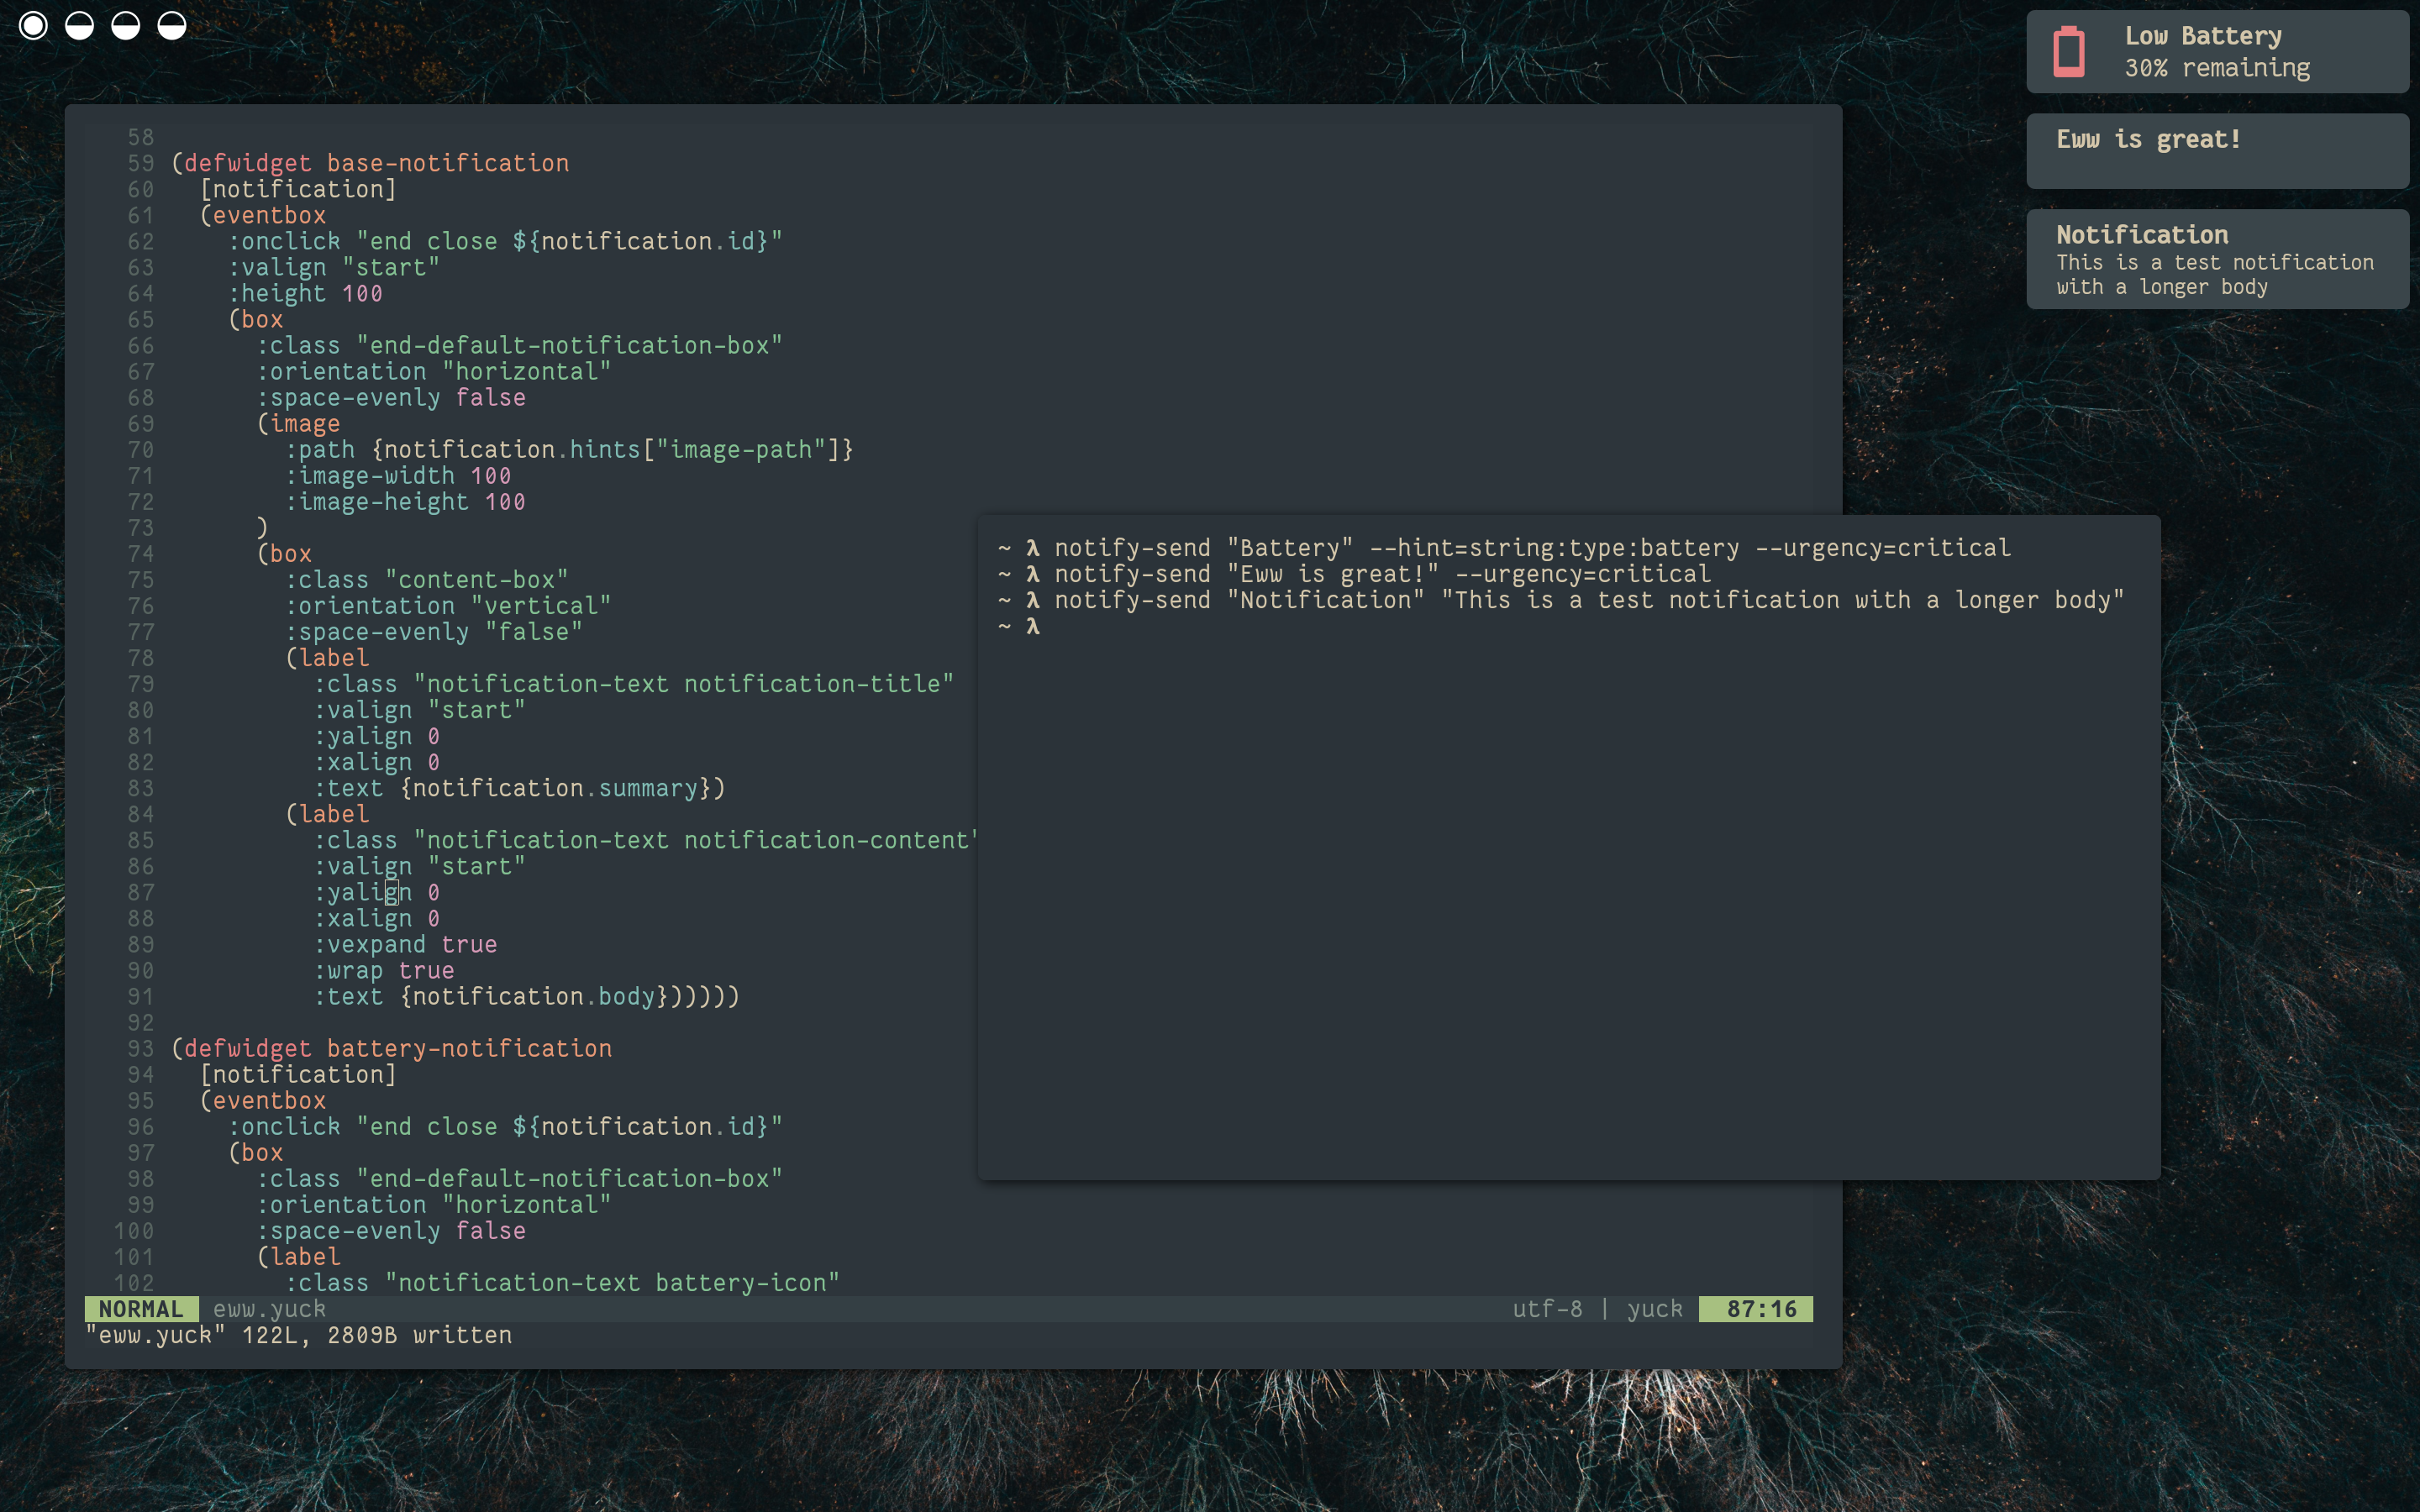 Low Battery
30% remaining
Eww is great!
Notification
This is a test notification
with a longer body
58
59 (defwidget base-notification
60   [notification]
61   (eventbox
62     :onclick "end close ${notification.id}"
63     :valign "start"
64     :height 100
65     (box
66       :class "end-default-notification-box"
67       :orientation "horizontal"
68       :space-evenly false
69       (image
70         :path {notification.hints["image-path"]}
71         :image-width 100
72         :image-height 100
73       )
74       (box
75         :class "content-box"
76         :orientation "vertical"
77         :space-evenly "false"
78         (label
79           :class "notification-text notification-title"
80           :valign "start"
81           :yalign 0
82           :xalign 0
83           :text {notification.summary})
84         (label
85           :class "notification-text notification-content"
86           :valign "start"
87           :yalign 0
88           :xalign 0
89           :vexpand true
90           :wrap true
91           :text {notification.body})))))
92
93 (defwidget battery-notification
94   [notification]
95   (eventbox
96     :onclick "end close ${notification.id}"
97     (box
98       :class "end-default-notification-box"
99       :orientation "horizontal"
100       :space-evenly false
101       (label
102         :class "notification-text battery-icon"
NORMAL eww.yuck utf-8 | yuck 87:16
"eww.yuck" 122L, 2809B written
~ λ notify-send "Battery" --hint=string:type:battery --urgency=critical
~ λ notify-send "Eww is great!" --urgency=critical
~ λ notify-send "Notification" "This is a test notification with a longer body"
~ λ